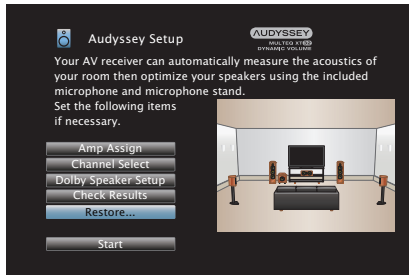 Audyssey Setup
AUDYSSEY
MULTEQ XT32
DYNAMIC VOLUME
Your AV receiver can automatically measure the acoustics of
your room then optimize your speakers using the included
microphone and microphone stand.
Set the following items
if necessary.
Amp Assign
Channel Select
Dolby Speaker Setup
Check Results
Restore...
Start